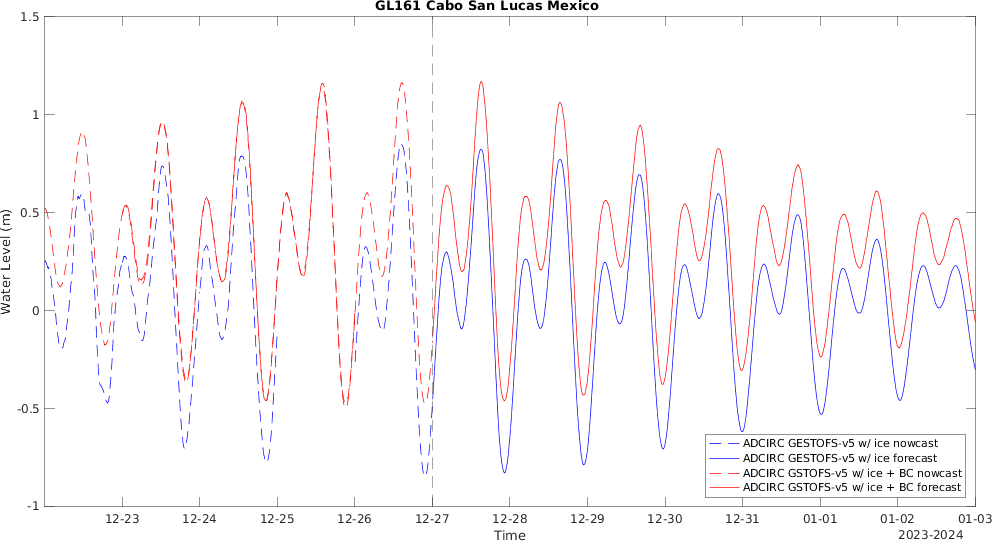 GL161 Cabo San Lucas Mexico
Water Level (m)
1.5
1
0.5
0
-0.5
-1
ADCIRC GESTOFS-v5 w/ ice nowcast
ADCIRC GESTOFS-v5 w/ ice forecast
ADCIRC GSTOFS-v5 w/ ice + BC nowcast
ADCIRC GSTOFS-v5 w/ ice + BC forecast
12-23 12-24 12-25 12-26 12-27 12-28 12-29 12-30 12-31 01-01 01-02 01-03
Time
2023-2024